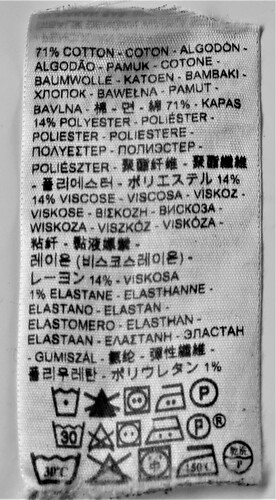 71% COTTON - COTON - ALGODÓN -
ALGODÃO - PAMUK - COTONE -
BAUMWOLLE - KATOEN - BAMBAKI -
ХЛОПОК - BAWEŁNA - PAMUT -
BAVLNA - 棉 - 면 - 綿 71% - KAPAS
14% POLYESTER - POLIÉSTER -
POLIESTER - POLIESTERE -
ΠΟΛΥΕΣΤΕΡ - ПОЛИЭСТЕР -
POLIÉSZTER - 聚酯纤维 - 聚酯纖維
- 폴리에스터 - ポリエステル 14%
14% VISCOSE - VISCOSA - VISKOZ -
VISKOSE - ΒΙΣΚΟΖΗ - ВИСКОЗА -
WISKOZA - VISZKÓZ - VISKÓZA -
粘纤 - 黏液嫘縈 -
레이온 (비스코스레이온) -
レーヨン 14% - VISKOSA
1% ELASTANE - ELASTHANNE -
ELASTANO - ELASTAN -
ELASTOMERO - ELASTHAN -
ELASTAAN - ΕΛΑΣΤΑΝΗ - ЭЛАСТАН
- GUMISZÁL - 氨纶 - 彈性纖維 -
폴리우레탄 - ポリウレタン 1%
P
30 P ®
30°C 中 150 P